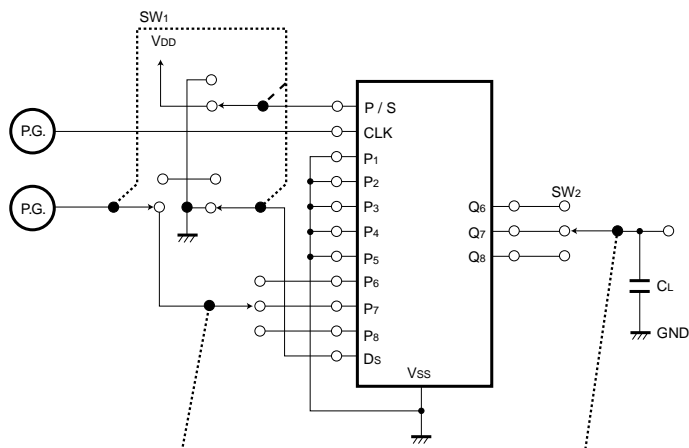 SW1
VDD
P.G.
P.G.
P / S
CLK
P1
P2
P3
P4
P5
P6
P7
P8
DS
VSS
Q6
Q7
Q8
SW2
CL
GND